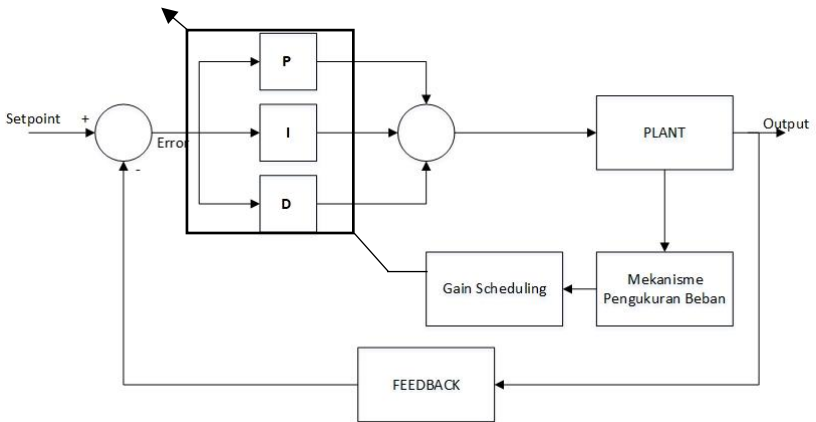 P
Setpoint
+
I
PLANT
Output
Error
-
D
Gain Scheduling
Mekanisme
Pengukuran Beban
FEEDBACK